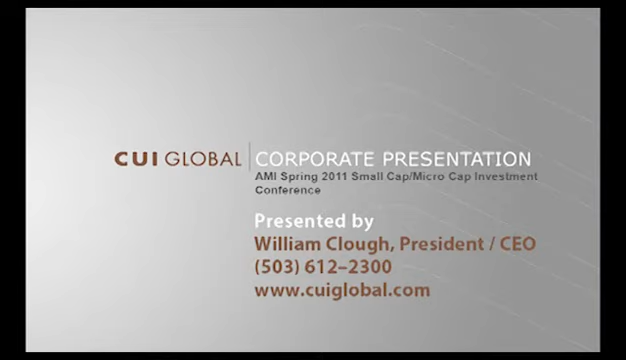 CUI GLOBAL CORPORATE PRESENTATION
AMI Spring 2011 Small Cap/Micro Cap Investment
Conference
Presented by
William Clough, President / CEO
(503) 612–2300
www.cuiglobal.com